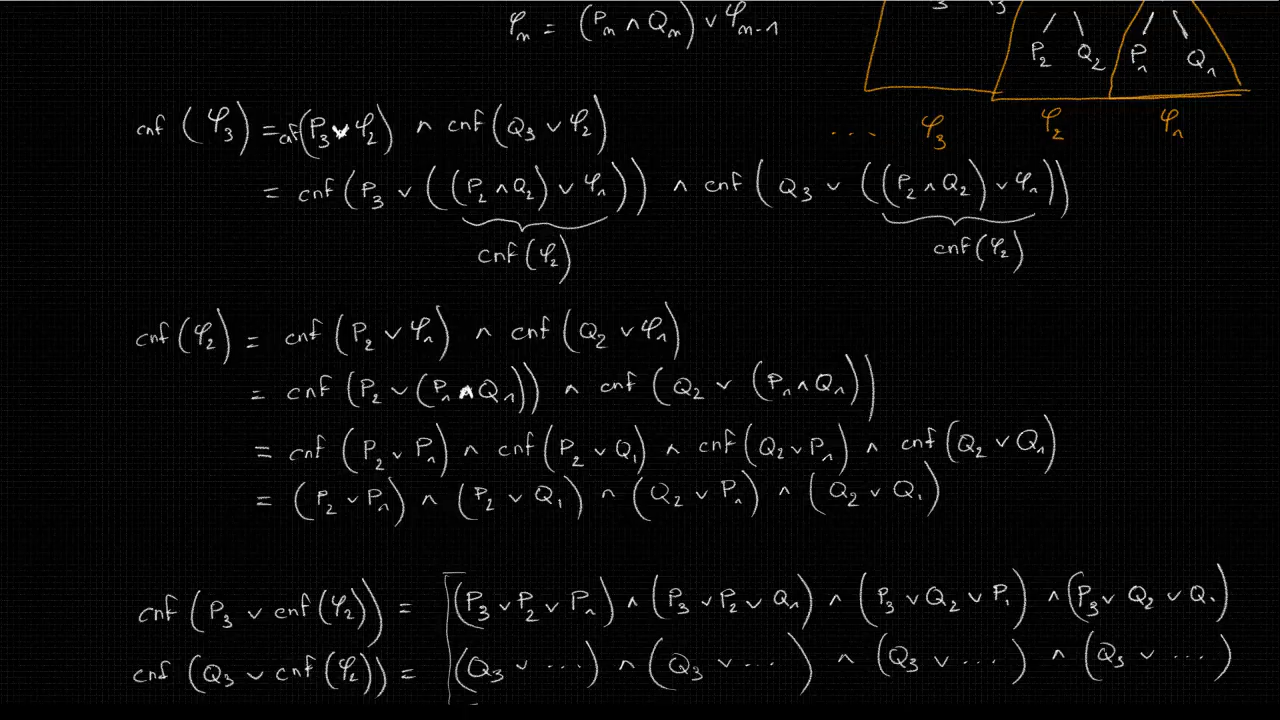 φₙ = (Pₙ ∧ Qₙ) ∨ φₙ₋₁
P₂ Q₂ P₁ Q₁
... φ₃ φ₂ φ₁
cnf (φ₃) = cnf(P₃ ∨ φ₂) ∧ cnf (Q₃ ∨ φ₂)
= cnf (P₃ ∨ ((P₂ ∧ Q₂) ∨ φ₁)) ∧ cnf (Q₃ ∨ ((P₂ ∧ Q₂) ∨ φ₁))
cnf (φ₂) cnf (φ₂)
cnf (φ₂) = cnf (P₂ ∨ φ₁) ∧ cnf (Q₂ ∨ φ₁)
= cnf (P₂ ∨ (P₁ ∧ Q₁)) ∧ cnf (Q₂ ∨ (P₁ ∧ Q₁))
= cnf (P₂ ∨ P₁) ∧ cnf (P₂ ∨ Q₁) ∧ cnf (Q₂ ∨ P₁) ∧ cnf (Q₂ ∨ Q₁)
= (P₂ ∨ P₁) ∧ (P₂ ∨ Q₁) ∧ (Q₂ ∨ P₁) ∧ (Q₂ ∨ Q₁)
cnf (P₃ ∨ cnf (φ₂)) = (P₃ ∨ P₂ ∨ P₁) ∧ (P₃ ∨ P₂ ∨ Q₁) ∧ (P₃ ∨ Q₂ ∨ P₁) ∧ (P₃ ∨ Q₂ ∨ Q₁)
cnf (Q₃ ∨ cnf (φ₂)) = (Q₃ ∨ ...) ∧ (Q₃ ∨ ...) ∧ (Q₃ ∨ ...) ∧ (Q₃ ∨ ....)